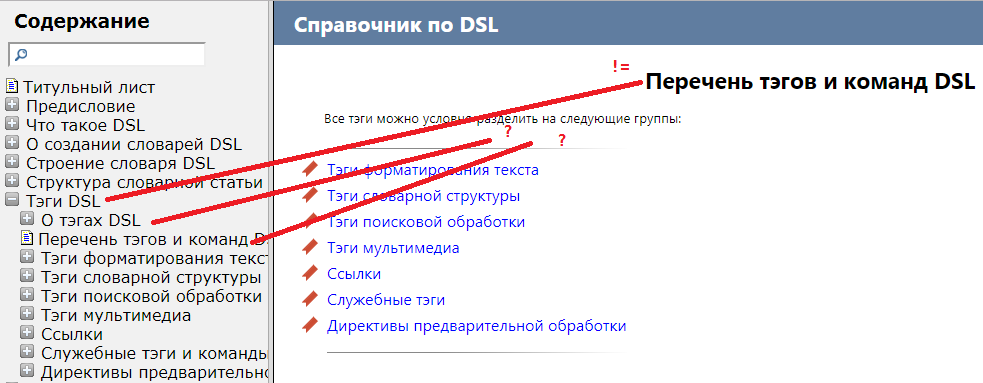 Содержание
Титульный лист
Предисловие
Что такое DSL
О создании словарей DSL
Строение словаря DSL
Структура словарной статьи
Тэги DSL
О тэгах DSL
Перечень тэгов и команд DS
Тэги форматирования текст
Тэги словарной структуры
Тэги поисковой обработки
Тэги мультимедиа
Ссылки
Служебные тэги и команды
Директивы предварительно
Справочник по DSL
!=
Перечень тэгов и команд DSL
Все тэги можно условно разделить на следующие группы:
? ?
Тэги форматирования текста
Тэги словарной структуры
Тэги поисковой обработки
Тэги мультимедиа
Ссылки
Служебные тэги
Директивы предварительной обработки